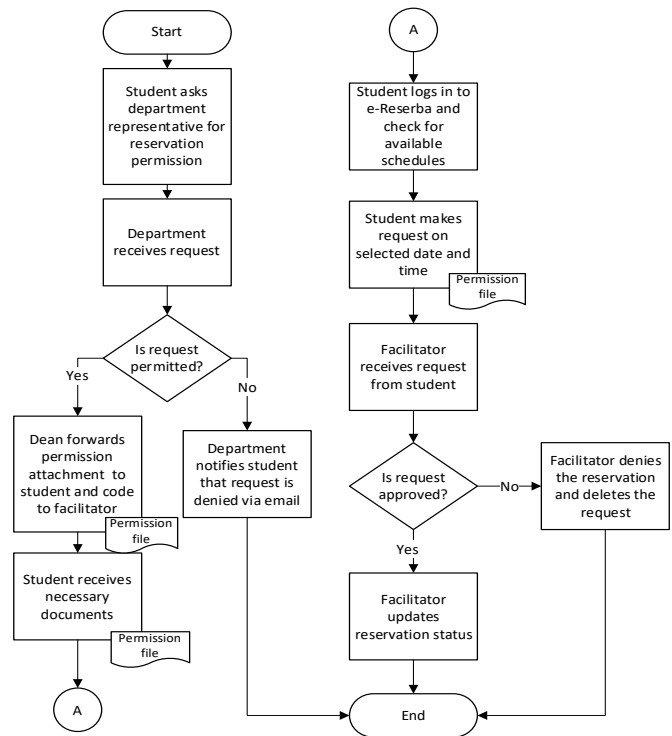 Start
Student asks
department
representative for
reservation
permission
Department
receives request
Is request
permitted?
Yes
No
Dean forwards
permission
attachment to
student and code
to facilitator
Permission
file
Department
notifies student
that request is
denied via email
Student receives
necessary
documents
Permission
file
A
A
Student logs in to
e-Reserba and
check for
available
schedules
Student makes
request on
selected date and
time
Permission
file
Facilitator
receives request
from student
Is request
approved?
No
Facilitator denies
the reservation
and deletes the
request
Yes
Facilitator
updates
reservation status
End